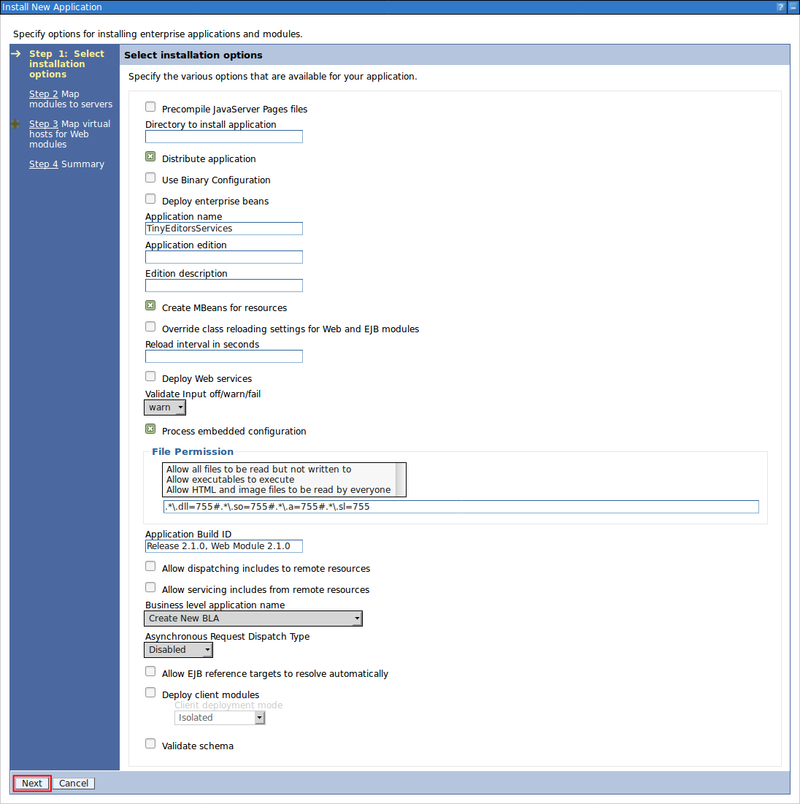 Install New Application
? –
Specify options for installing enterprise applications and modules.
Step 1: Select
installation
options
Step 2 Map
modules to servers
Step 3 Map virtual
hosts for Web
modules
Step 4 Summary
Select installation options
Specify the various options that are available for your application.
Precompile JavaServer Pages files
Directory to install application
Distribute application
Use Binary Configuration
Deploy enterprise beans
Application name
TinyEditorsServices
Application edition
Edition description
Create MBeans for resources
Override class reloading settings for Web and EJB modules
Reload interval in seconds
Deploy Web services
Validate Input off/warn/fail
warn
Process embedded configuration
File Permission
Allow all files to be read but not written to
Allow executables to execute
Allow HTML and image files to be read by everyone
.*\.dll=755#.*\.so=755#.*\.a=755#.*\.sl=755
Application Build ID
Release 2.1.0, Web Module 2.1.0
Allow dispatching includes to remote resources
Allow servicing includes from remote resources
Business level application name
Create New BLA
Asynchronous Request Dispatch Type
Disabled
Allow EJB reference targets to resolve automatically
Deploy client modules
Client deployment mode
Isolated
Validate schema
Next Cancel